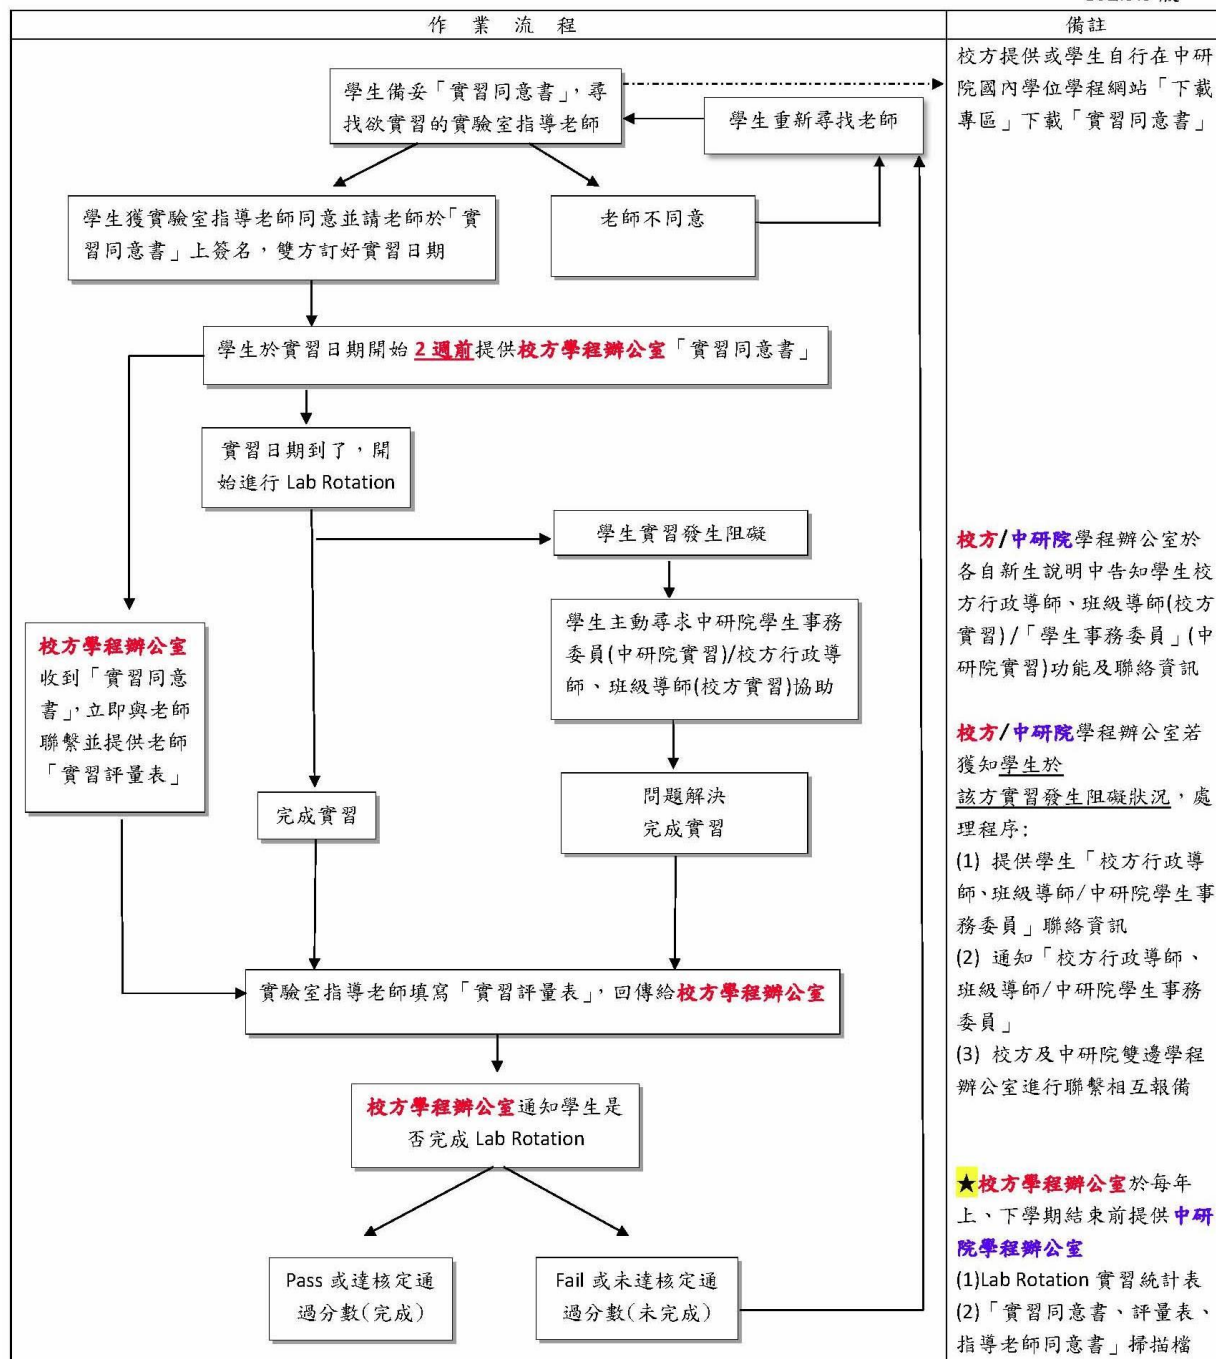 作 業 流 程
備註
學生備妥「實習同意書」,尋
找欲實習的實驗室指導老師
學生重新尋找老師
校方提供或學生自行在中研
院國內學位學程網站「下載
專區」下載「實習同意書」
學生獲實驗室指導老師同意並請老師於「實
習同意書」上簽名,雙方訂好實習日期
老師不同意
學生於實習日期開始 2 週前提供校方學程辦公室「實習同意書」
實習日期到了,開
始進行 Lab Rotation
學生實習發生阻礙
學生主動尋求中研院學生事務
委員(中研院實習)/校方行政導
師、班級導師(校方實習)協助
校方學程辦公室
收到「實習同意
書」,立即與老師
聯繫並提供老師
「實習評量表」
完成實習
問題解決
完成實習
實驗室指導老師填寫「實習評量表」,回傳給校方學程辦公室
校方學程辦公室通知學生是
否完成 Lab Rotation
Pass 或達核定通
過分數(完成)
Fail 或未達核定通
過分數(未完成)
校方/中研院學程辦公室於
各自新生說明中告知學生校
方行政導師、班級導師(校方
實習)/「學生事務委員」(中
研院實習)功能及聯絡資訊
校方/中研院學程辦公室若
獲知學生於
該方實習發生阻礙狀況,處
理程序:
(1) 提供學生「校方行政導
師、班級導師/中研院學生事
務委員」聯絡資訊
(2) 通知「校方行政導師、
班級導師/中研院學生事務
委員」
(3) 校方及中研院雙邊學程
辦公室進行聯繫相互報備
★校方學程辦公室於每年
上、下學期結束前提供中研
院學程辦公室
(1)Lab Rotation 實習統計表
(2)「實習同意書、評量表、
指導老師同意書」掃描檔